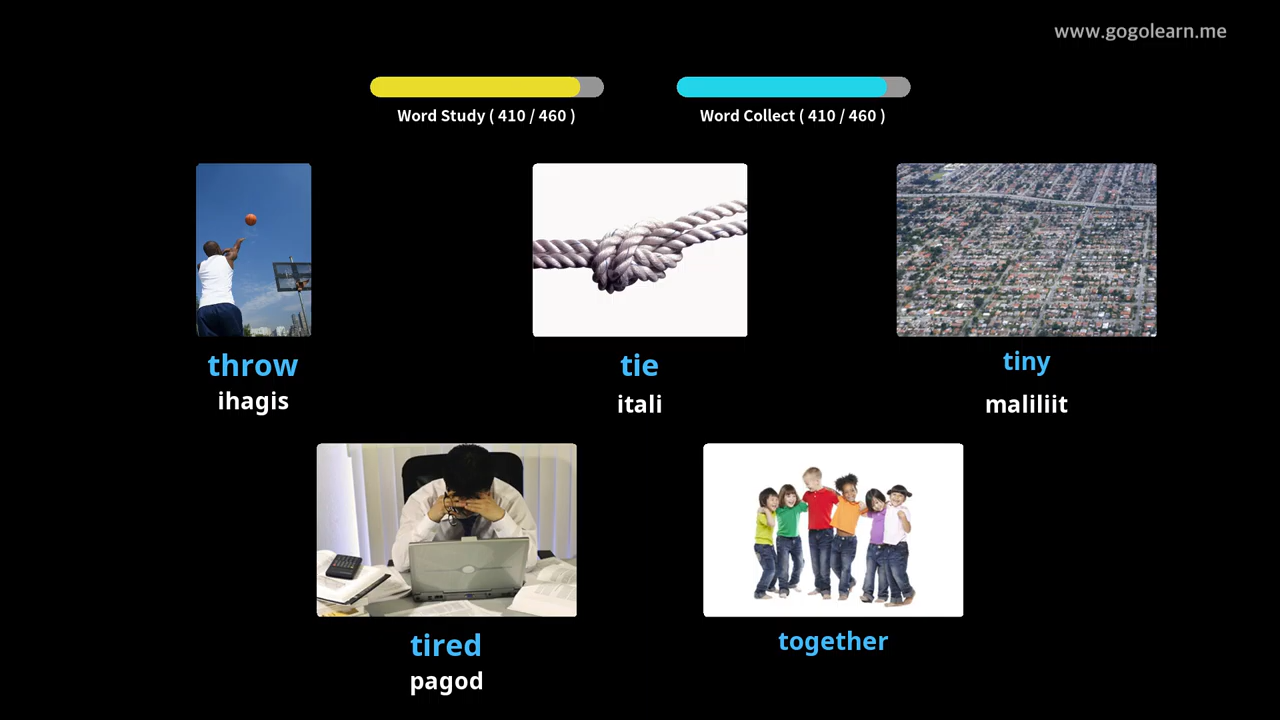 www.gogolearn.me
Word Study ( 410 / 460 )
Word Collect ( 410 / 460 )
throw
ihagis
tie
itali
tiny
maliliit
tired
pagod
together